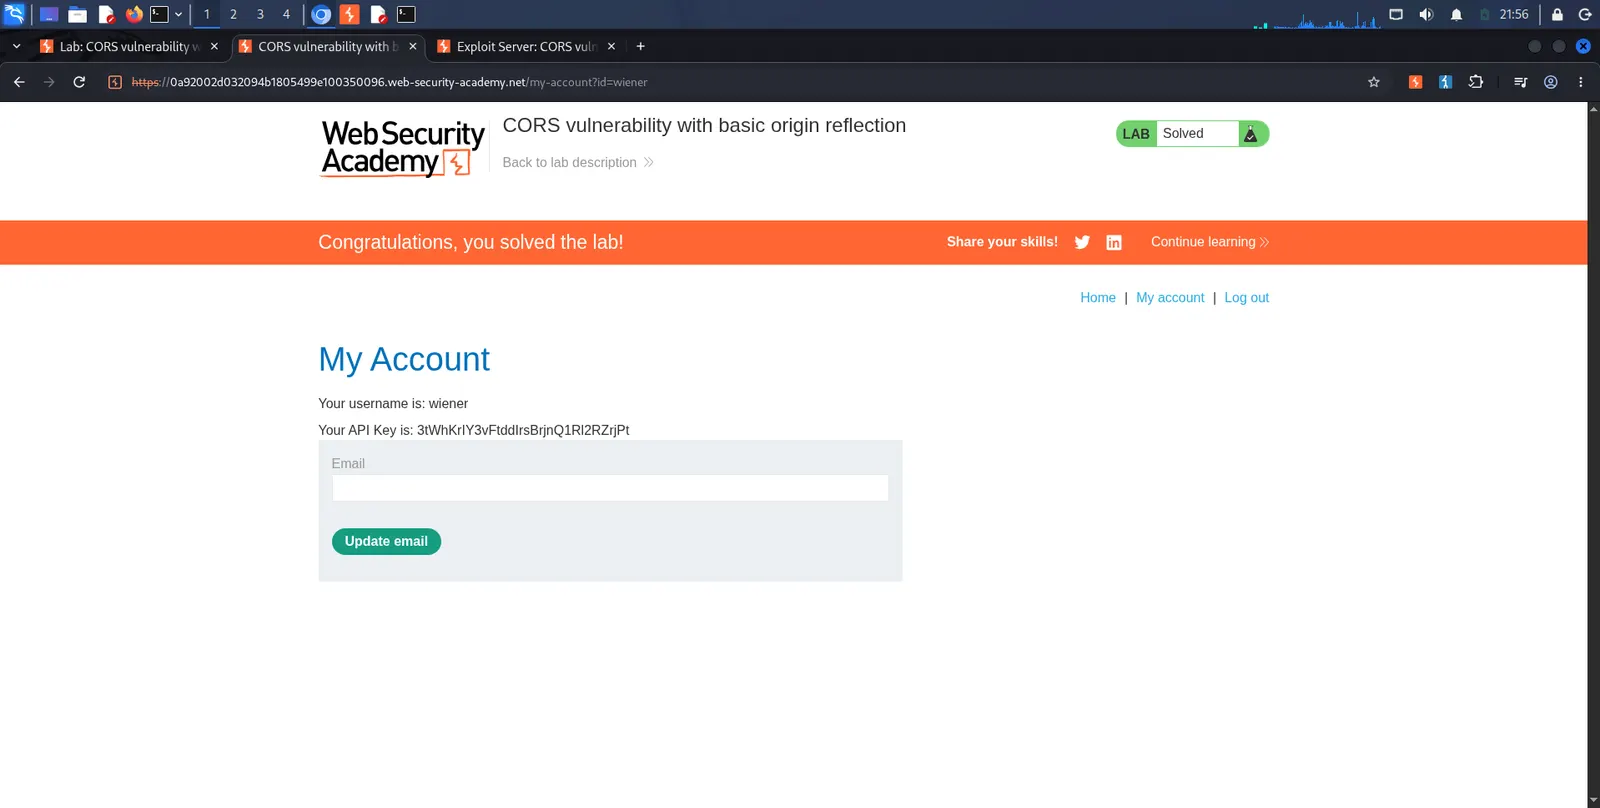 1 2 3 4 21:56
Lab: CORS vulnerability w CORS vulnerability with b Exploit Server: CORS vuln
https://0a92002d032094b1805499e100350096.web-security-academy.net/my-account?id=wiener
WebSecurity
Academy
CORS vulnerability with basic origin reflection
Back to lab description
LAB Solved
Congratulations, you solved the lab!
Share your skills! Continue learning
Home | My account | Log out
My Account
Your username is: wiener
Your API Key is: 3tWhKrIY3vFtddIrsBrjnQ1Rl2RZrjPt
Email
Update email